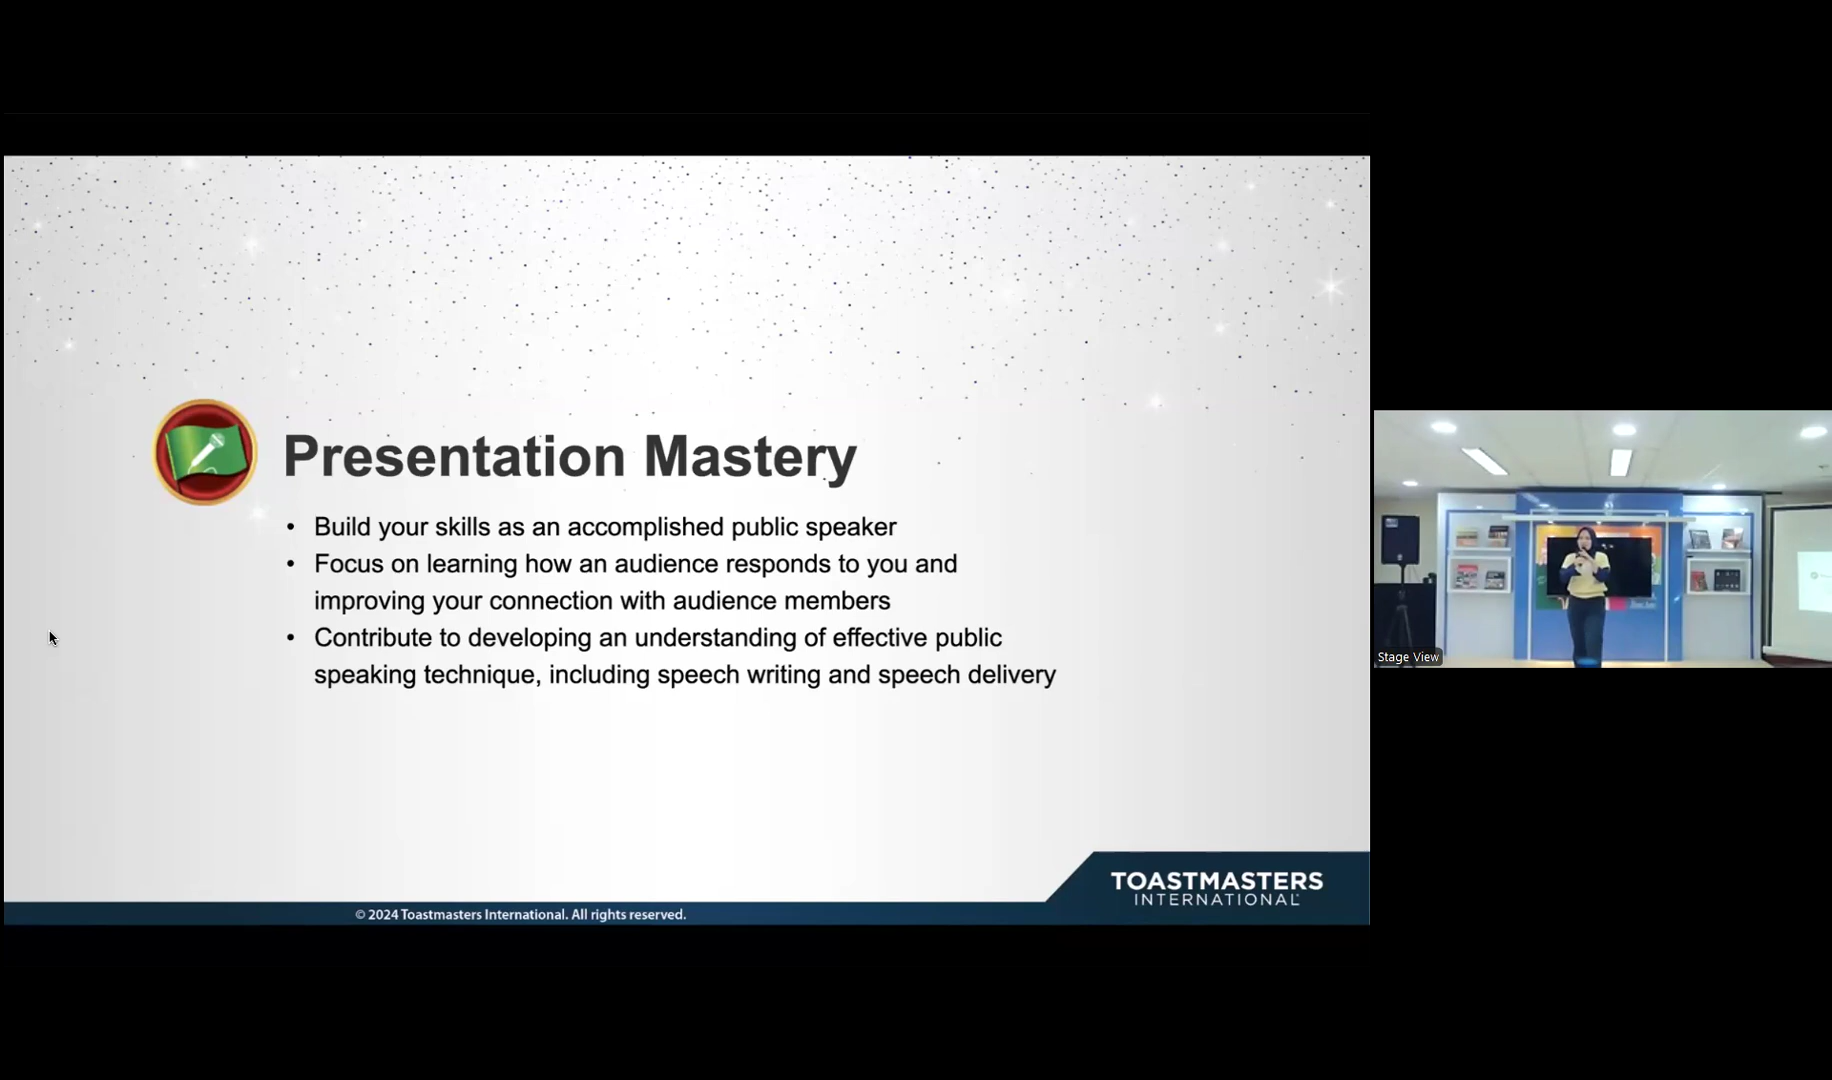 Presentation Mastery
• Build your skills as an accomplished public speaker
• Focus on learning how an audience responds to you and
improving your connection with audience members
• Contribute to developing an understanding of effective public
speaking technique, including speech writing and speech delivery
TOASTMASTERS
INTERNATIONAL
© 2024 Toastmasters International. All rights reserved.
Stage View